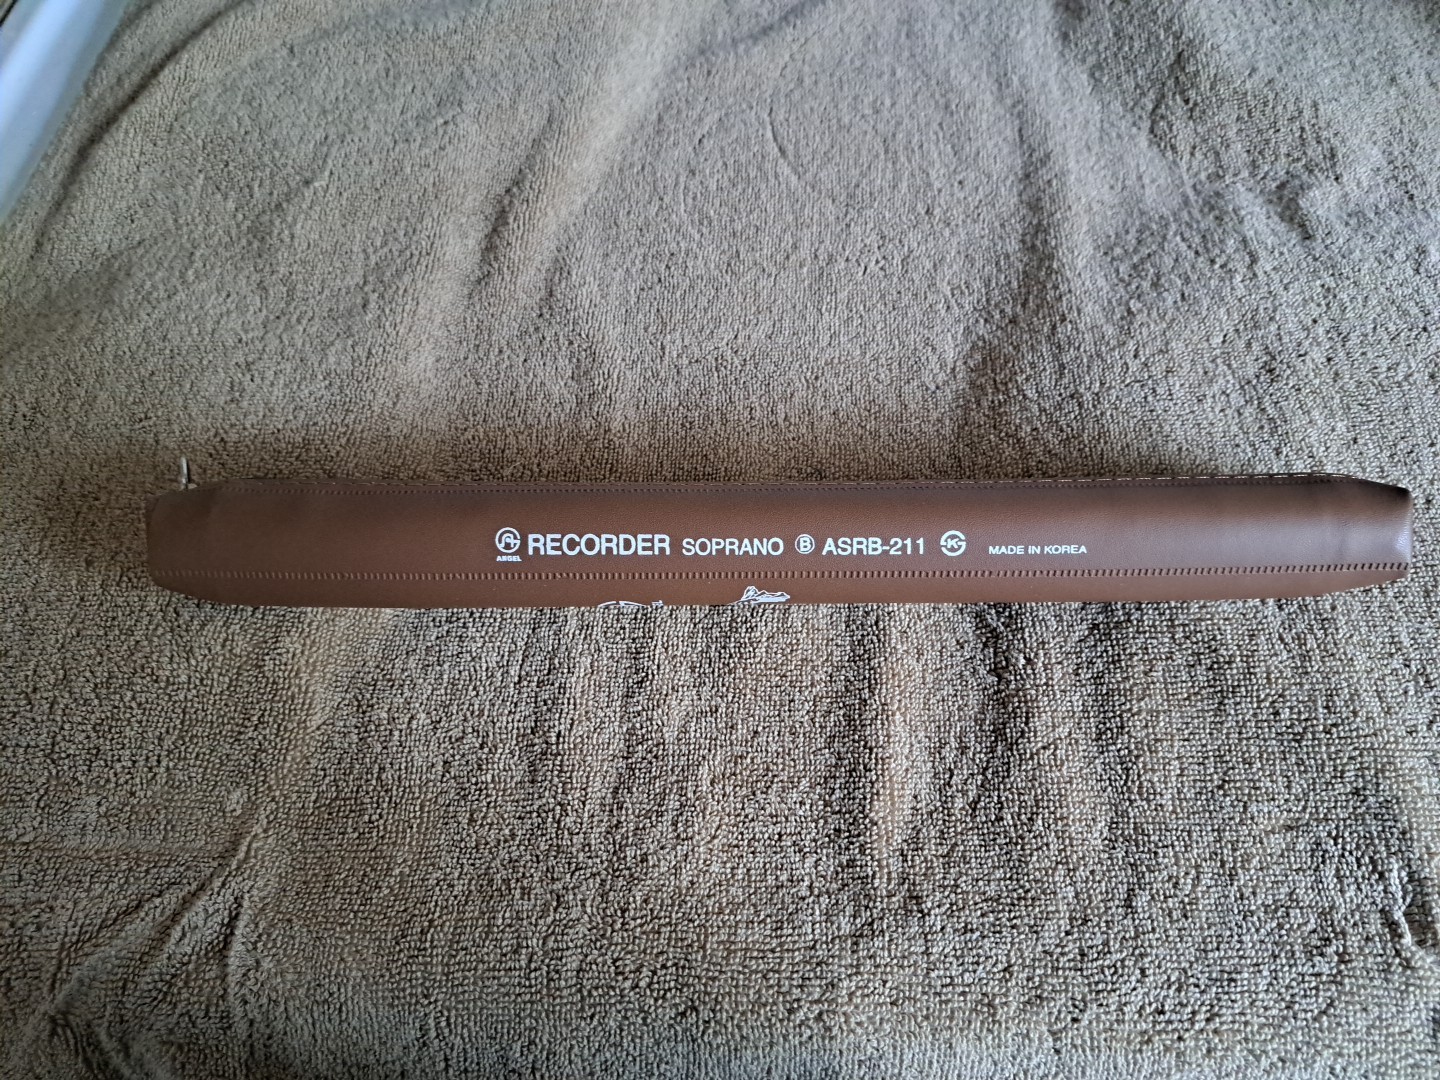 RECORDER SOPRANO B ASRB-211 K MADE IN KOREA
ANGEL